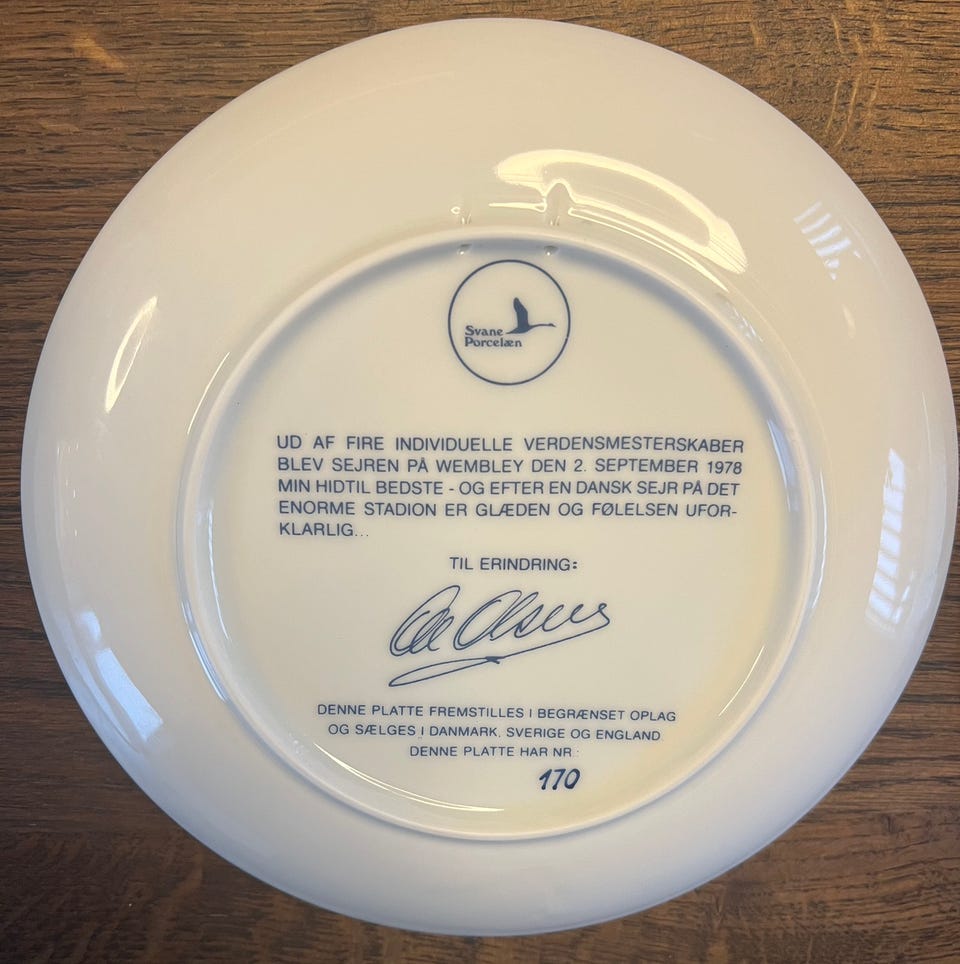 Svane
Porcelæn
UD AF FIRE INDIVIDUELLE VERDENSMESTERSKABER
BLEV SEJREN PÅ WEMBLEY DEN 2. SEPTEMBER 1978
MIN HIDTIL BEDSTE - OG EFTER EN DANSK SEJR PÅ DET
ENORME STADION ER GLÆDEN OG FØLELSEN UFOR-
KLARLIG...
TIL ERINDRING:
Ole Olsen
DENNE PLATTE FREMSTILLES I BEGRÆNSET OPLAG
OG SÆLGES I DANMARK, SVERIGE OG ENGLAND
DENNE PLATTE HAR NR.:
170